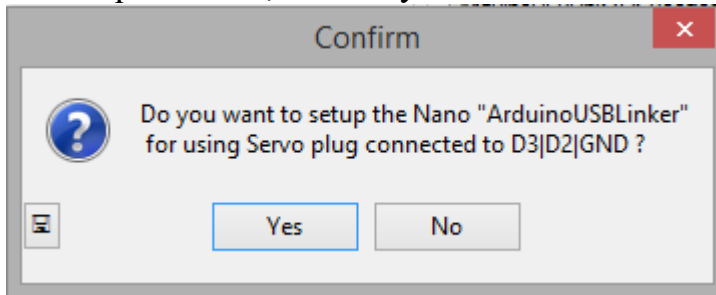 Confirm
Do you want to setup the Nano "ArduinoUSBLinker"
for using Servo plug connected to D3|D2|GND ?
Yes
No